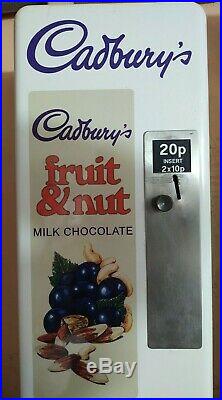 Cadbury's
Cadbury's
fruit
& nut
MILK CHOCOLATE
20p
INSERT
2x10p